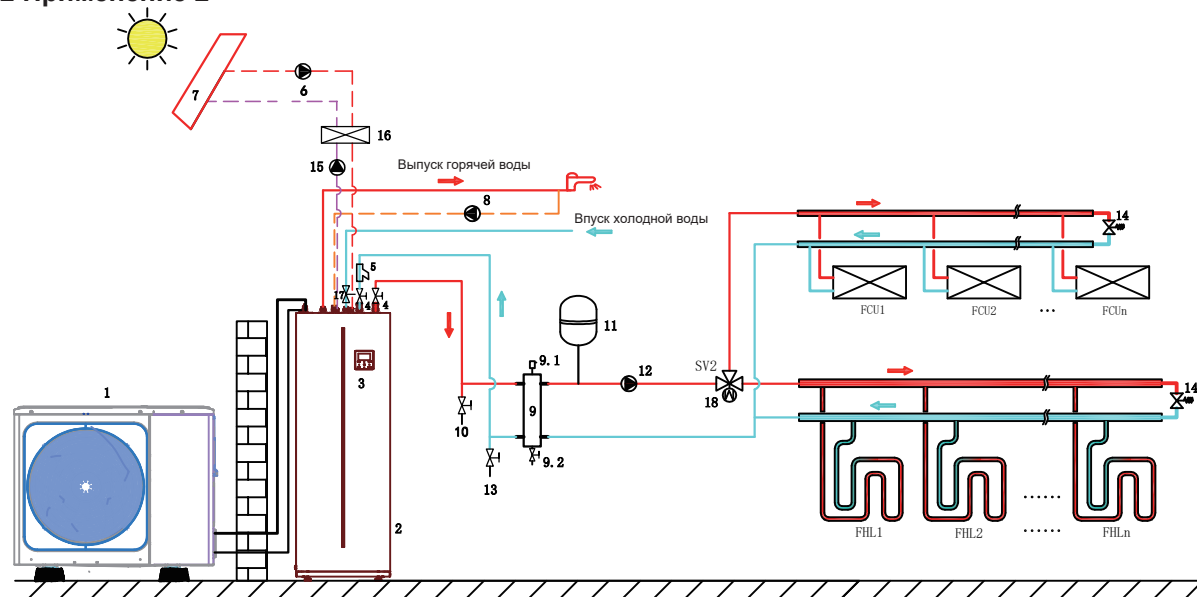 7
6
16
15
Выпуск горячей воды
8
Впуск холодной воды
14
5
17
4
4
FCU1
FCU2
...
FCUn
11
9.1
12
SV2
3
18
14
1
9
10
9.2
13
2
FHL1
FHL2
......
......
FHLn